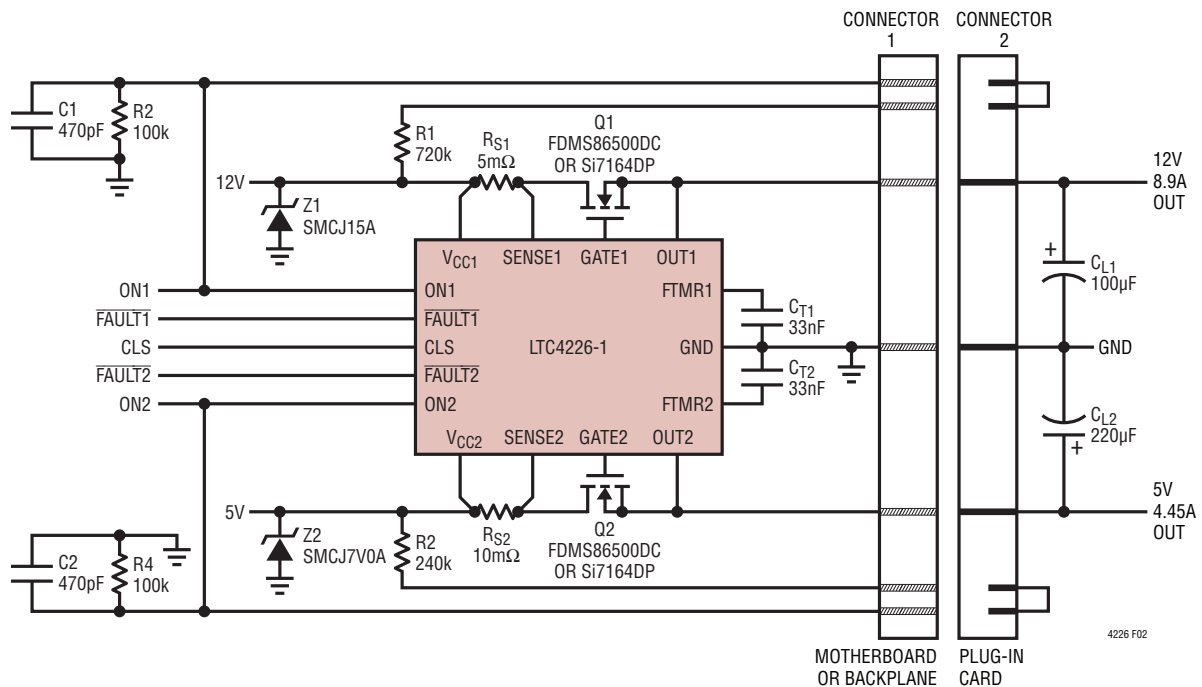 CONNECTOR
1
CONNECTOR
2
C1
470pF
R2
100k
R1
720k
RS1
5mΩ
Q1
FDMS86500DC
OR Si7164DP
12V
Z1
SMCJ15A
12V
8.9A
OUT
VCC1
SENSE1
GATE1
OUT1
ON1
FAULT1
CLS
FAULT2
ON2
ON1
FAULT1
CLS
FAULT2
ON2
LTC4226-1
FTMR1
GND
FTMR2
CT1
33nF
CT2
33nF
+
CL1
100µF
GND
CL2
220µF
+
VCC2
SENSE2
GATE2
OUT2
5V
Z2
SMCJ7V0A
R2
240k
RS2
10mΩ
Q2
FDMS86500DC
OR Si7164DP
5V
4.45A
OUT
C2
470pF
R4
100k
4226 F02
MOTHERBOARD
OR BACKPLANE
PLUG-IN
CARD